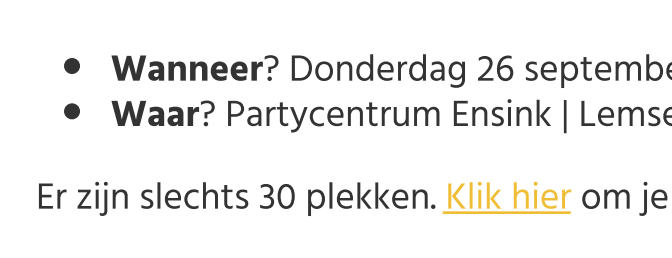 • Wanneer? Donderdag 26 septembe
• Waar? Partycentrum Ensink | Lemse
Er zijn slechts 30 plekken. Klik hier om je